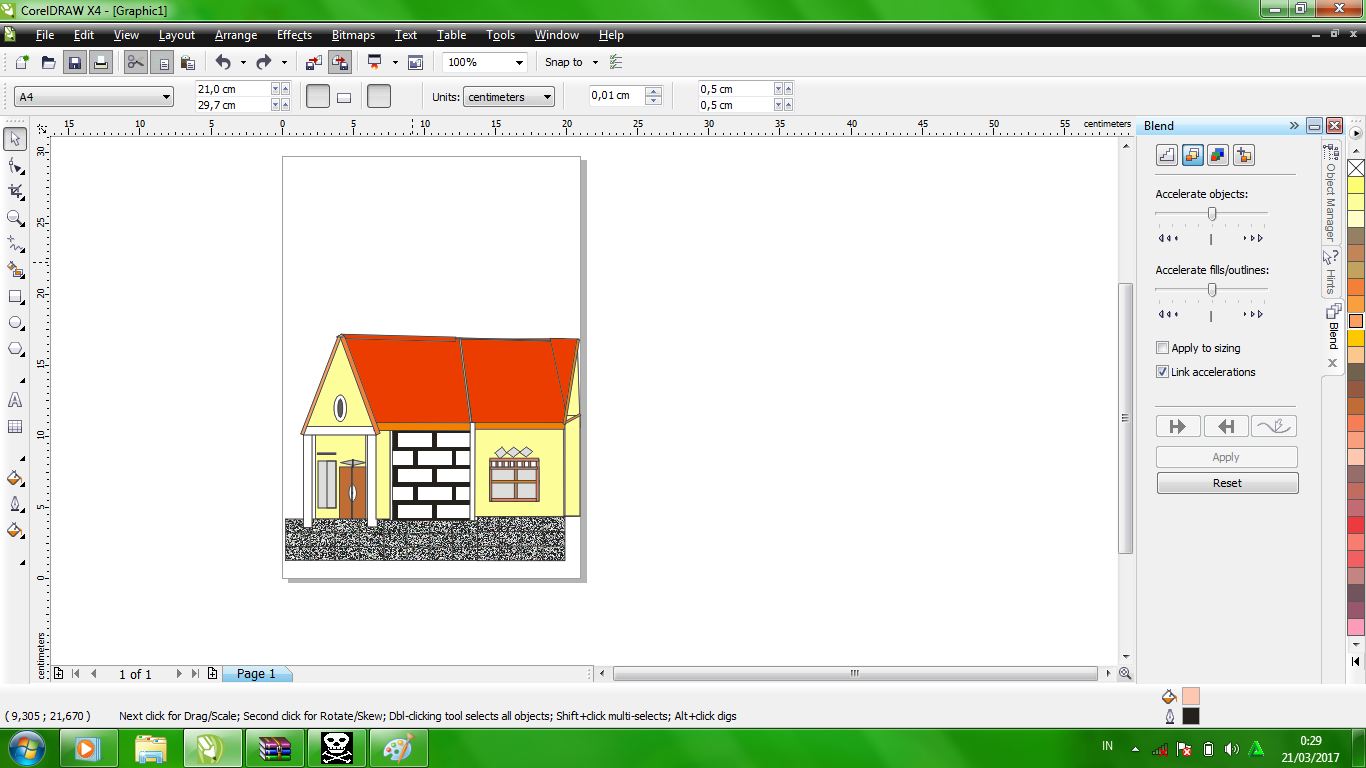 CorelDRAW X4 - [Graphic1]
File Edit View Layout Arrange Effects Bitmaps Text Table Tools Window Help
100% Snap to
A4 21,0 cm 29,7 cm Units: centimeters 0,01 cm 0,5 cm 0,5 cm
15 10 5 0 5 10 15 20 25 30 35 40 45 50 55 centimeters
30
25
20
15
10
5
0
centimeters
Blend
Accelerate objects:
Accelerate fills/outlines:
Apply to sizing
Link accelerations
Apply
Reset
Object Manager
Hints
Blend
1 of 1 Page 1
( 9,305 ; 21,670 ) Next click for Drag/Scale; Second click for Rotate/Skew; Dbl-clicking tool selects all objects; Shift+click multi-selects; Alt+click digs
IN 0:29
21/03/2017